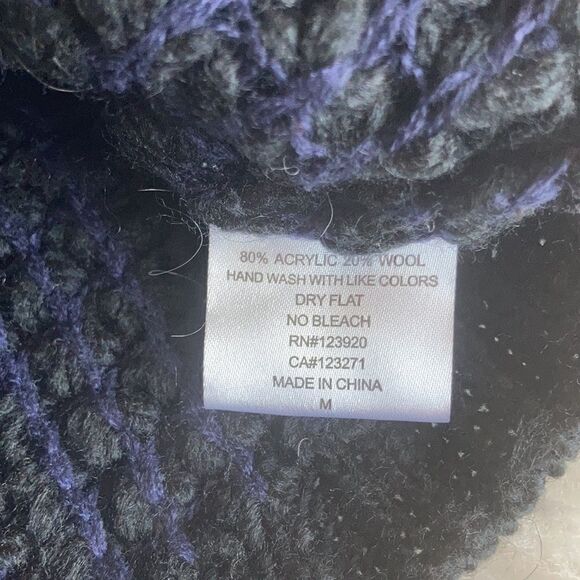 80% ACRYLIC 20% WOOL
HAND WASH WITH LIKE COLORS
DRY FLAT
NO BLEACH
RN#123920
CA#123271
MADE IN CHINA
M